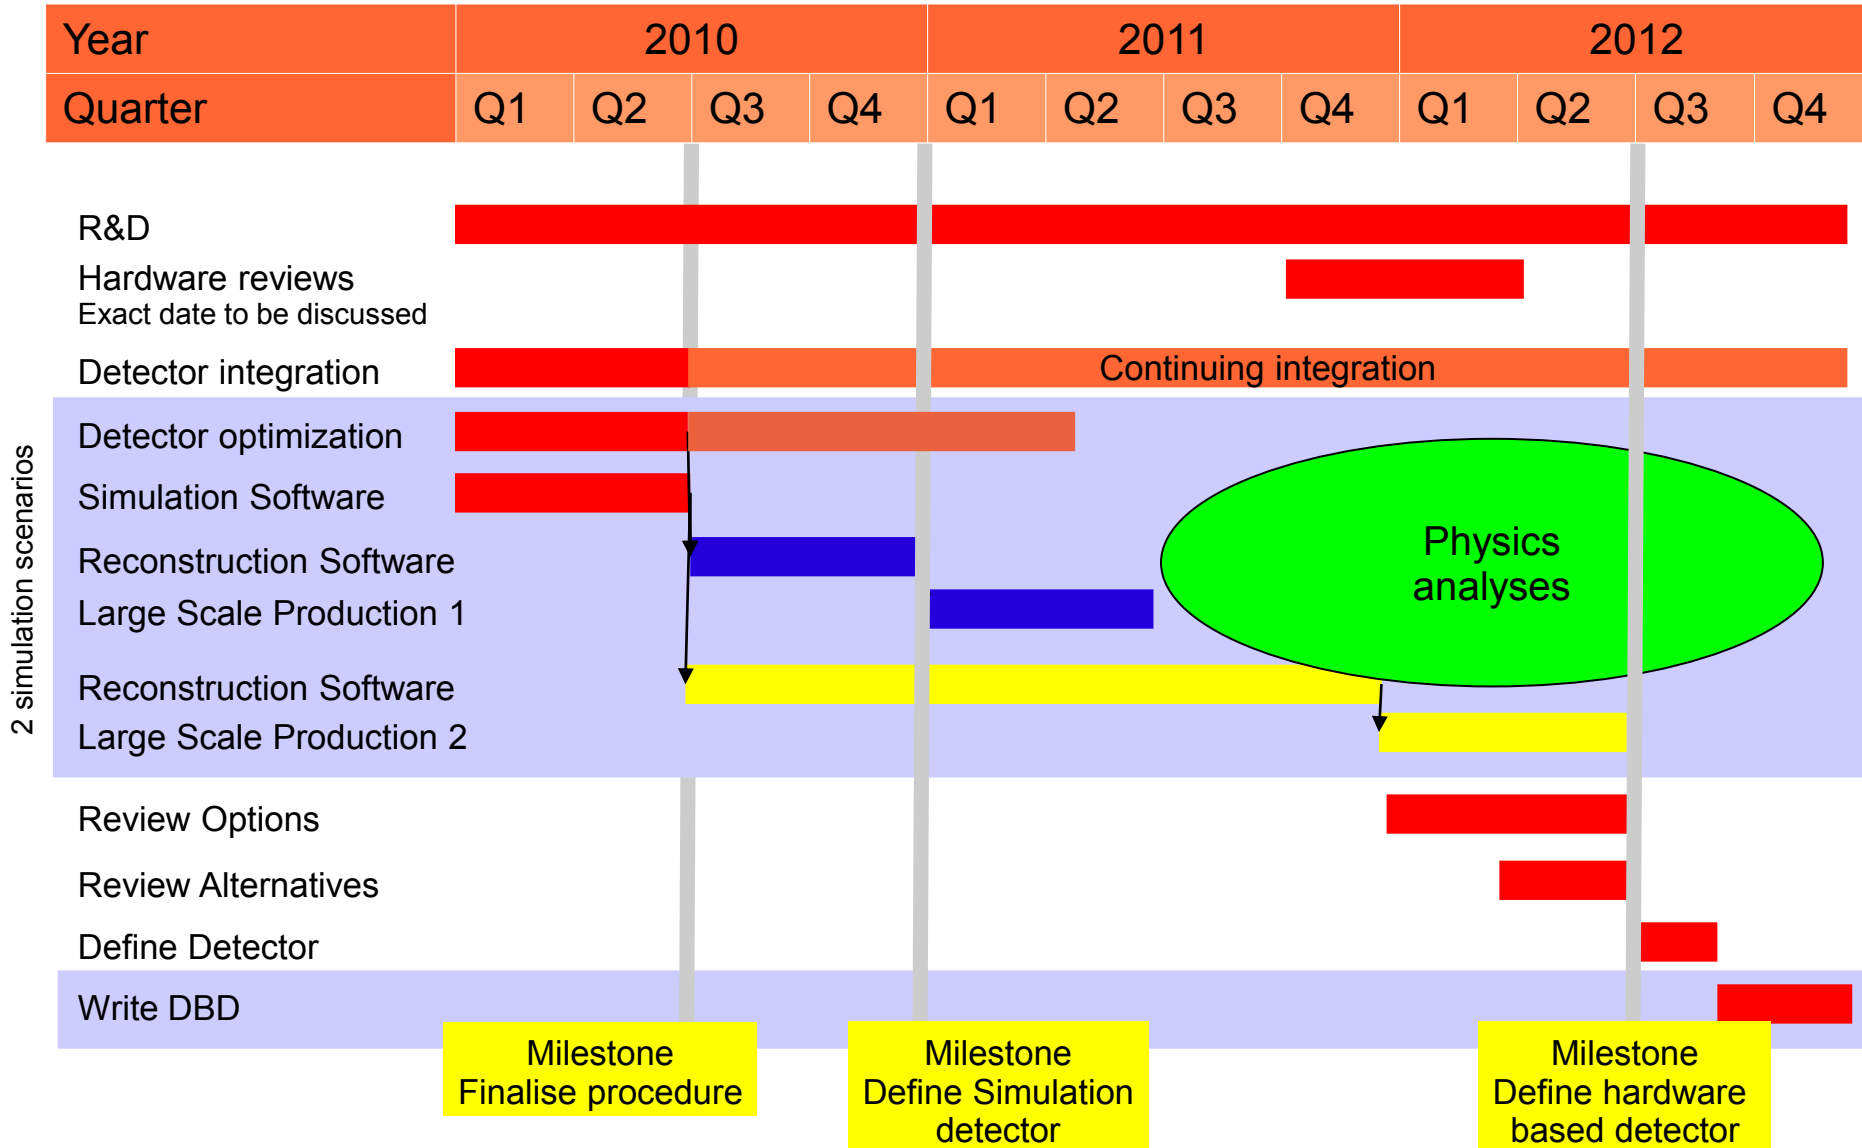 Year 2010 2011 2012
Quarter Q1 Q2 Q3 Q4 Q1 Q2 Q3 Q4 Q1 Q2 Q3 Q4
R&D
Hardware reviews
Exact date to be discussed
Detector integration Continuing integration
2 simulation scenarios
Detector optimization
Simulation Software
Reconstruction Software
Large Scale Production 1
Physics
analyses
Reconstruction Software
Large Scale Production 2
Review Options
Review Alternatives
Define Detector
Write DBD
Milestone
Finalise procedure
Milestone
Define Simulation
detector
Milestone
Define hardware
based detector